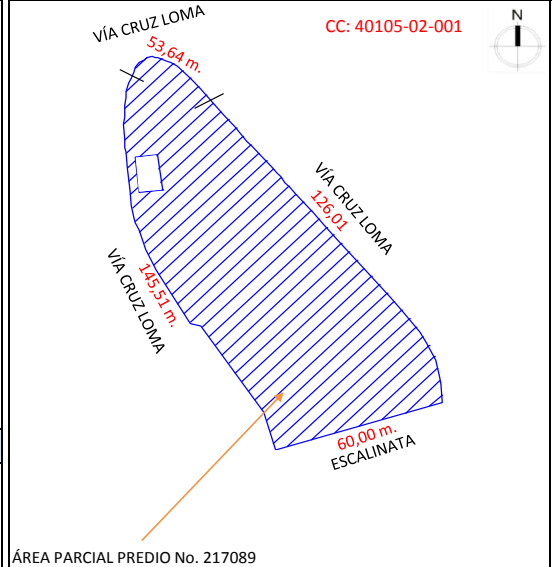 VÍA CRUZ LOMA
53,64 m.
CC: 40105-02-001
N
VÍA CRUZ LOMA
126,01
VÍA CRUZ LOMA
145,51 m.
60,00 m.
ESCALINATA
ÁREA PARCIAL PREDIO No. 217089